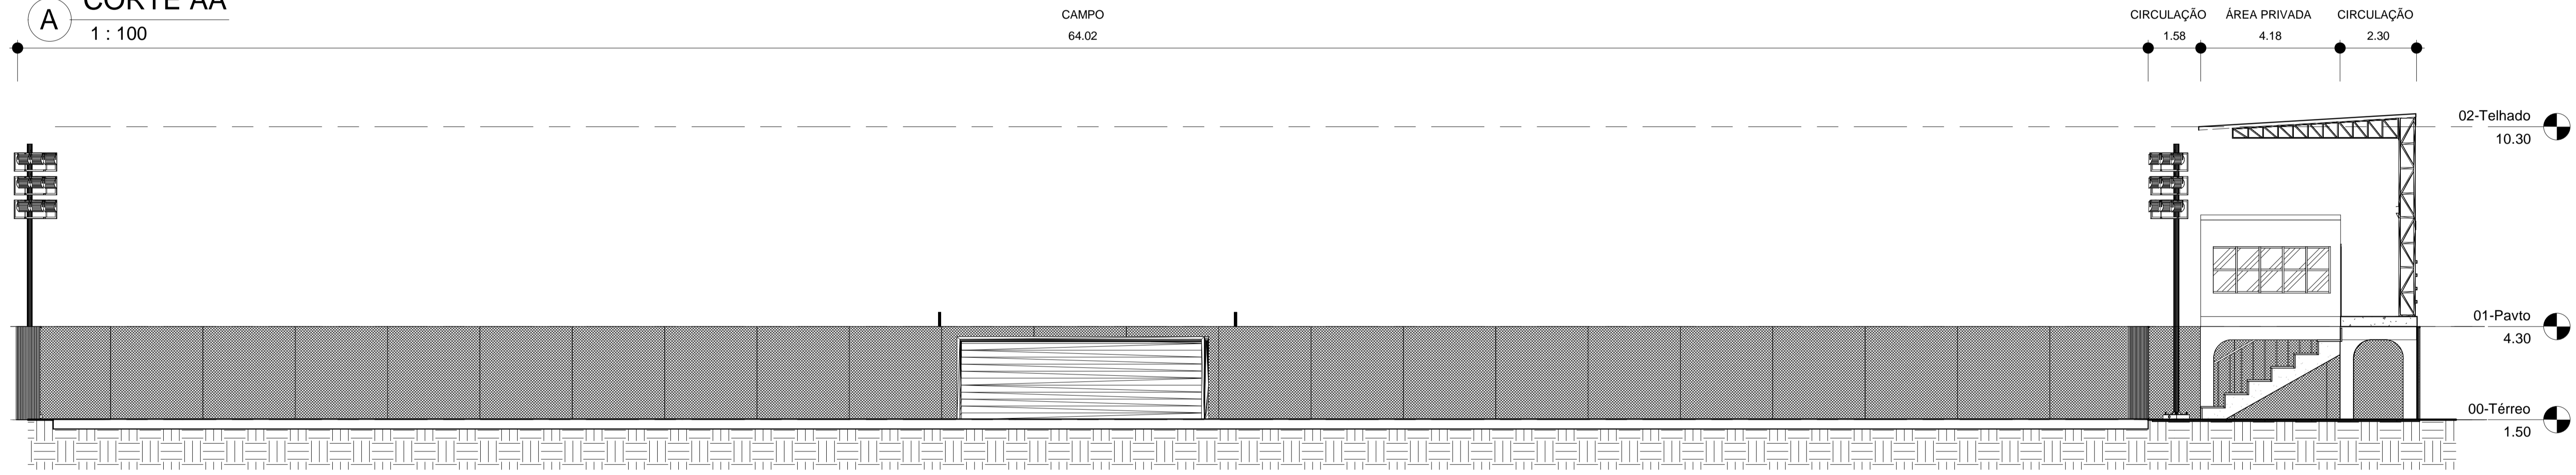 CORTE AA
A
1 : 100
CAMPO
64.02
CIRCULAÇÃO
1.58
ÁREA PRIVADA
4.18
CIRCULAÇÃO
2.30
02-Telhado
10.30
01-Pavto
4.30
00-Térreo
1.50